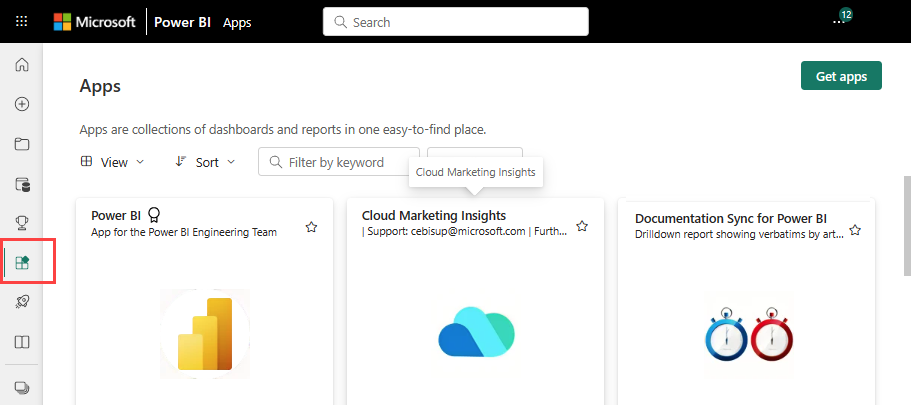 Microsoft Power BI Apps Search 12
Apps
Get apps
Apps are collections of dashboards and reports in one easy-to-find place.
View Sort Filter by keyword
Cloud Marketing Insights
Power BI
App for the Power BI Engineering Team
Cloud Marketing Insights
| Support: cebisup@microsoft.com | Furth...
Documentation Sync for Power BI
Drilldown report showing verbatims by art...